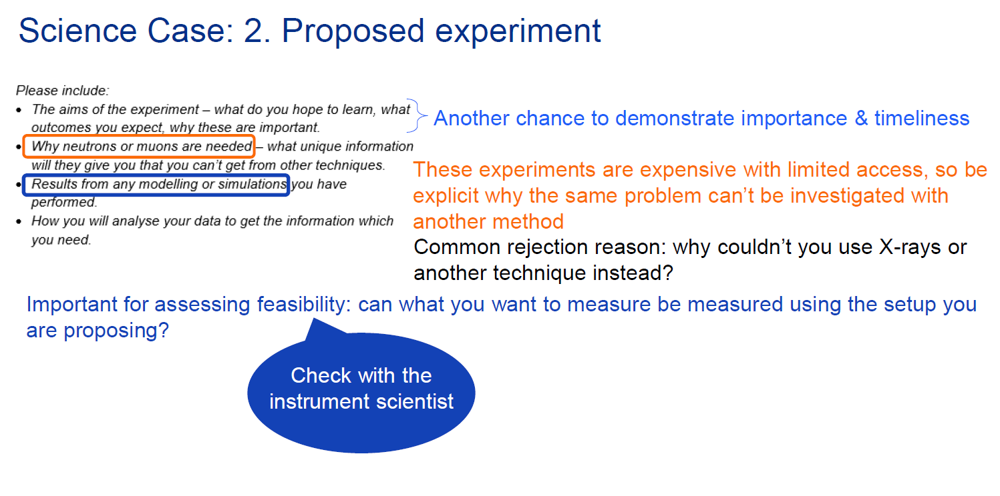 Science Case: 2. Proposed experiment
Please include:
• The aims of the experiment – what do you hope to learn, what
outcomes you expect, why these are important.
• Why neutrons or muons are needed – what unique information
will they give you that you can't get from other techniques.
• Results from any modelling or simulations you have
performed.
• How you will analyse your data to get the information which
you need.
Another chance to demonstrate importance & timeliness
These experiments are expensive with limited access, so be
explicit why the same problem can't be investigated with
another method
Common rejection reason: why couldn't you use X-rays or
another technique instead?
Important for assessing feasibility: can what you want to measure be measured using the setup you
are proposing?
Check with the
instrument scientist